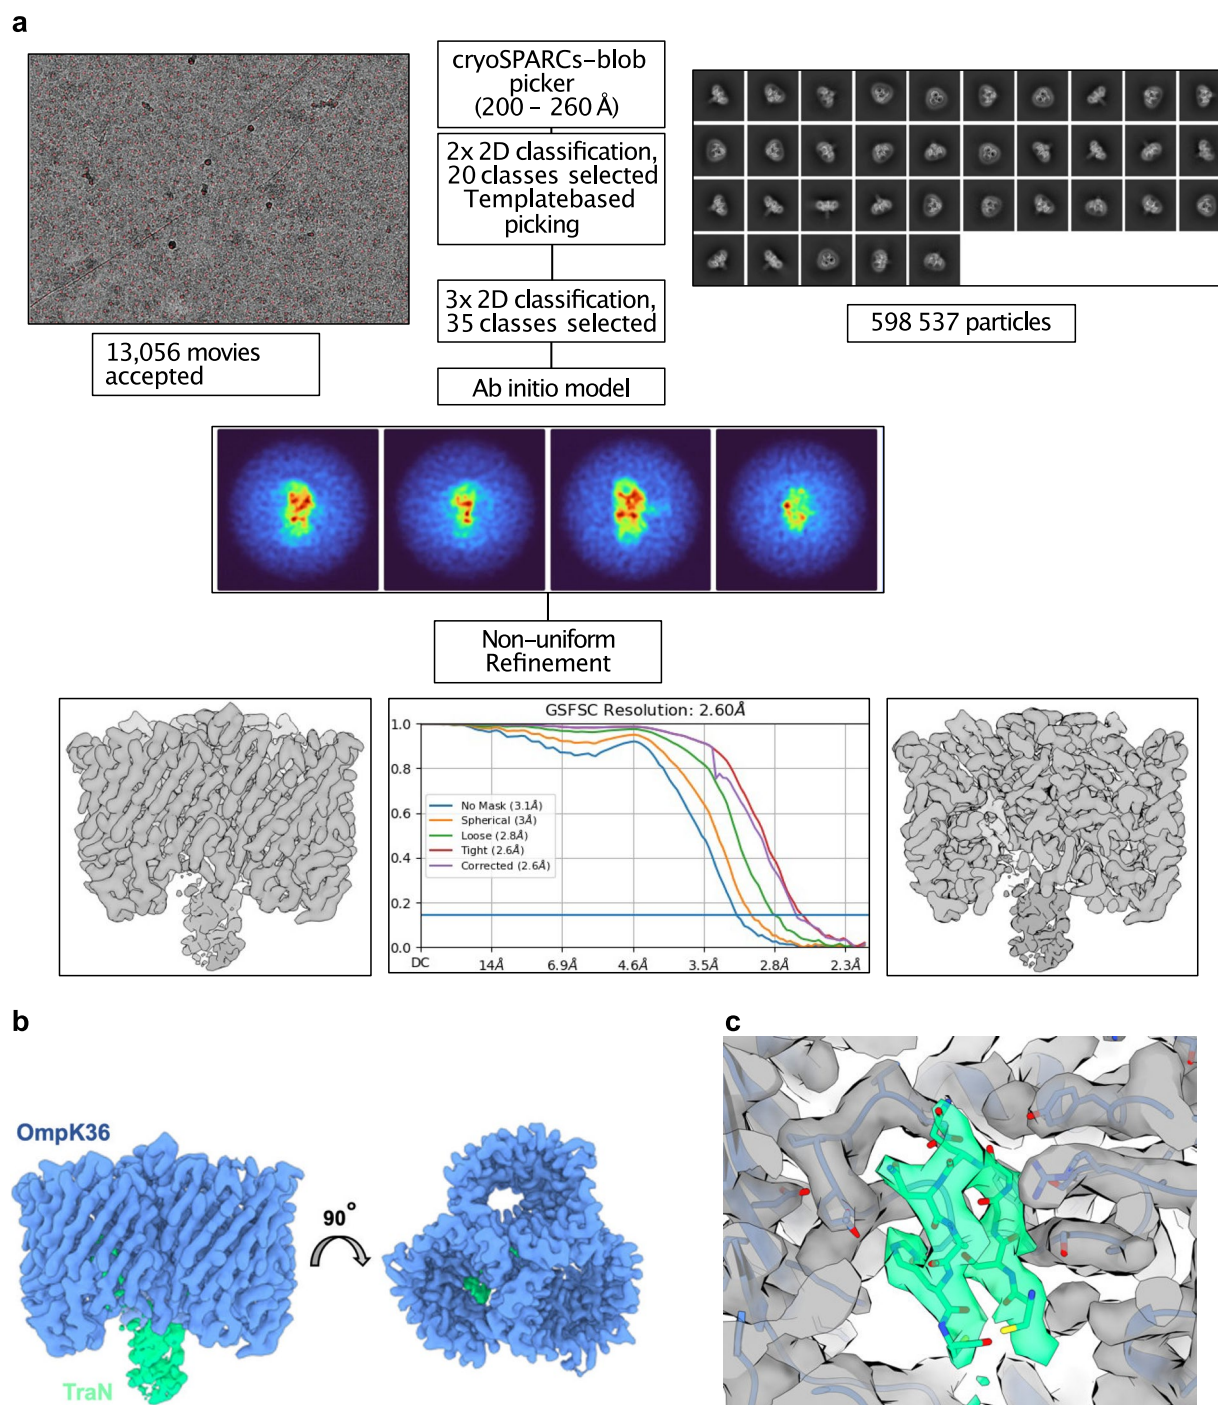 a
cryoSPARCs-blob
picker
(200 - 260 Å)
2x 2D classification,
20 classes selected
Templatebased
picking
3x 2D classification,
35 classes selected
Ab initio model
13,056 movies
accepted
598 537 particles
Non-uniform
Refinement
GSFSC Resolution: 2.60Å
1.0
0.8
0.6
0.4
0.2
0.0
No Mask (3.1Å)
Spherical (3Å)
Loose (2.8Å)
Tight (2.6Å)
Corrected (2.6Å)
DC
14Å
6.9Å
4.6Å
3.5Å
2.8Å
2.3Å
b
OmpK36
90°
TraN
c